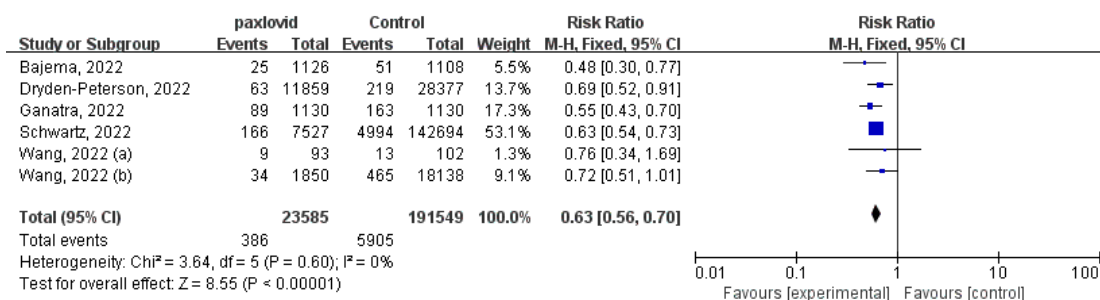 paxlovid Control Risk Ratio Risk Ratio
Study or Subgroup Events Total Events Total Weight M-H, Fixed, 95% CI M-H, Fixed, 95% CI
Bajema, 2022 25 1126 51 1108 5.5% 0.48 [0.30, 0.77]
Dryden-Peterson, 2022 63 11859 219 28377 13.7% 0.69 [0.52, 0.91]
Ganatra, 2022 89 1130 163 1130 17.3% 0.55 [0.43, 0.70]
Schwartz, 2022 166 7527 4994 142694 53.1% 0.63 [0.54, 0.73]
Wang, 2022 (a) 9 93 13 102 1.3% 0.76 [0.34, 1.69]
Wang, 2022 (b) 34 1850 465 18138 9.1% 0.72 [0.51, 1.01]
Total (95% CI) 23585 191549 100.0% 0.63 [0.56, 0.70]
Total events 386 5905
Heterogeneity: Chi² = 3.64, df = 5 (P = 0.60); I² = 0%
Test for overall effect: Z = 8.55 (P < 0.00001)
0.01 0.1 1 10 100
Favours [experimental] Favours [control]